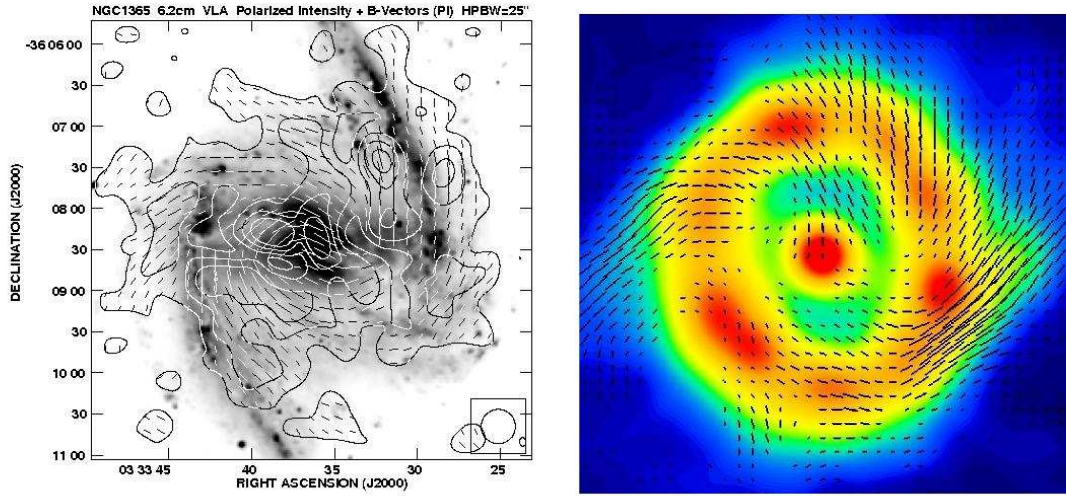 NGC1365 6.2cm VLA Polarized Intensity + B-Vectors (PI) HPBW=25"
-36 06 00
30
07 00
30
08 00
30
09 00
30
10 00
30
11 00
DECLINATION (J2000)
03 33 45 40 35 30 25
RIGHT ASCENSION (J2000)